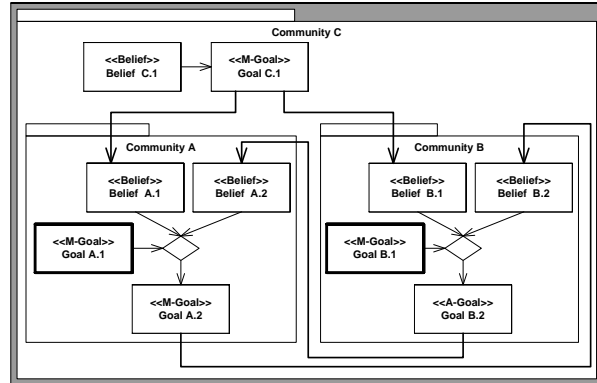 Community C
<<Belief>>
Belief C.1
<<M-Goal>>
Goal C.1
Community A
<<Belief>>
Belief A.1
<<Belief>>
Belief A.2
<<M-Goal>>
Goal A.1
<<M-Goal>>
Goal A.2
Community B
<<Belief>>
Belief B.1
<<Belief>>
Belief B.2
<<M-Goal>>
Goal B.1
<<A-Goal>>
Goal B.2